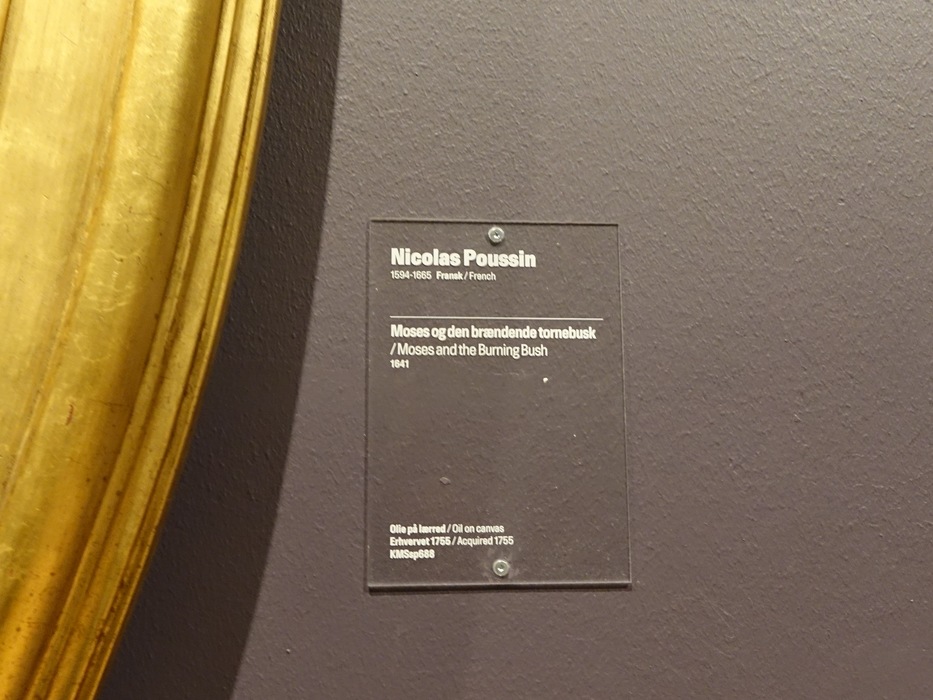 Nicolas Poussin
1594-1665 Fransk / French
Moses og den brændende tornebusk
/ Moses and the Burning Bush
1641
Olie på lærred / Oil on canvas
Erhvervet 1755 / Acquired 1755
KMSsp688